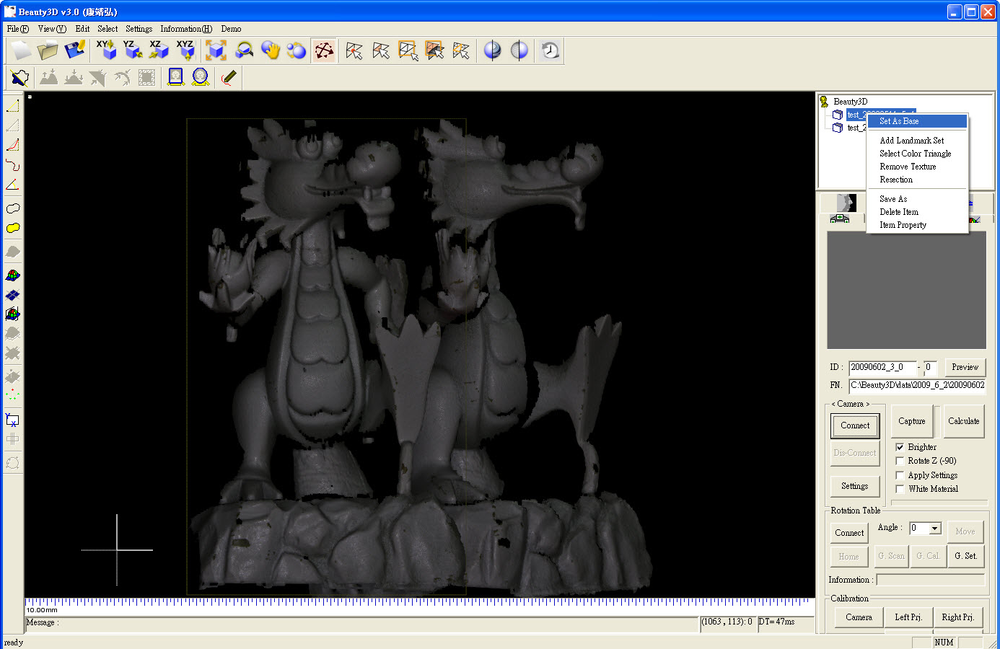 Beauty3D v3.0 (康靖弘)
File(F) View(V) Edit Select Settings Information(H) Demo
XY YZ XZ XYZ
Beauty3D
test_2
test_2
Set As Base
Add Landmark Set
Select Color Triangle
Remove Texture
Resection
Save As
Delete Item
Item Property
ID : 20090602_3_0 - 0 Preview
FN. C:\Beauty3D\data\2009_6_2\20090602
< Camera >
Connect Capture Calculate
Dis-Connect
Settings
Brighter
Rotate Z (-90)
Apply Settings
White Material
Rotation Table
Connect Angle : 0 Move
Home G. Scan G. Cal. G. Set.
Information :
Calibration
Camera Left Prj. Right Prj.
Y X
10.00mm
Message : (1063 , 113): 0 DT= 47ms
ready NUM